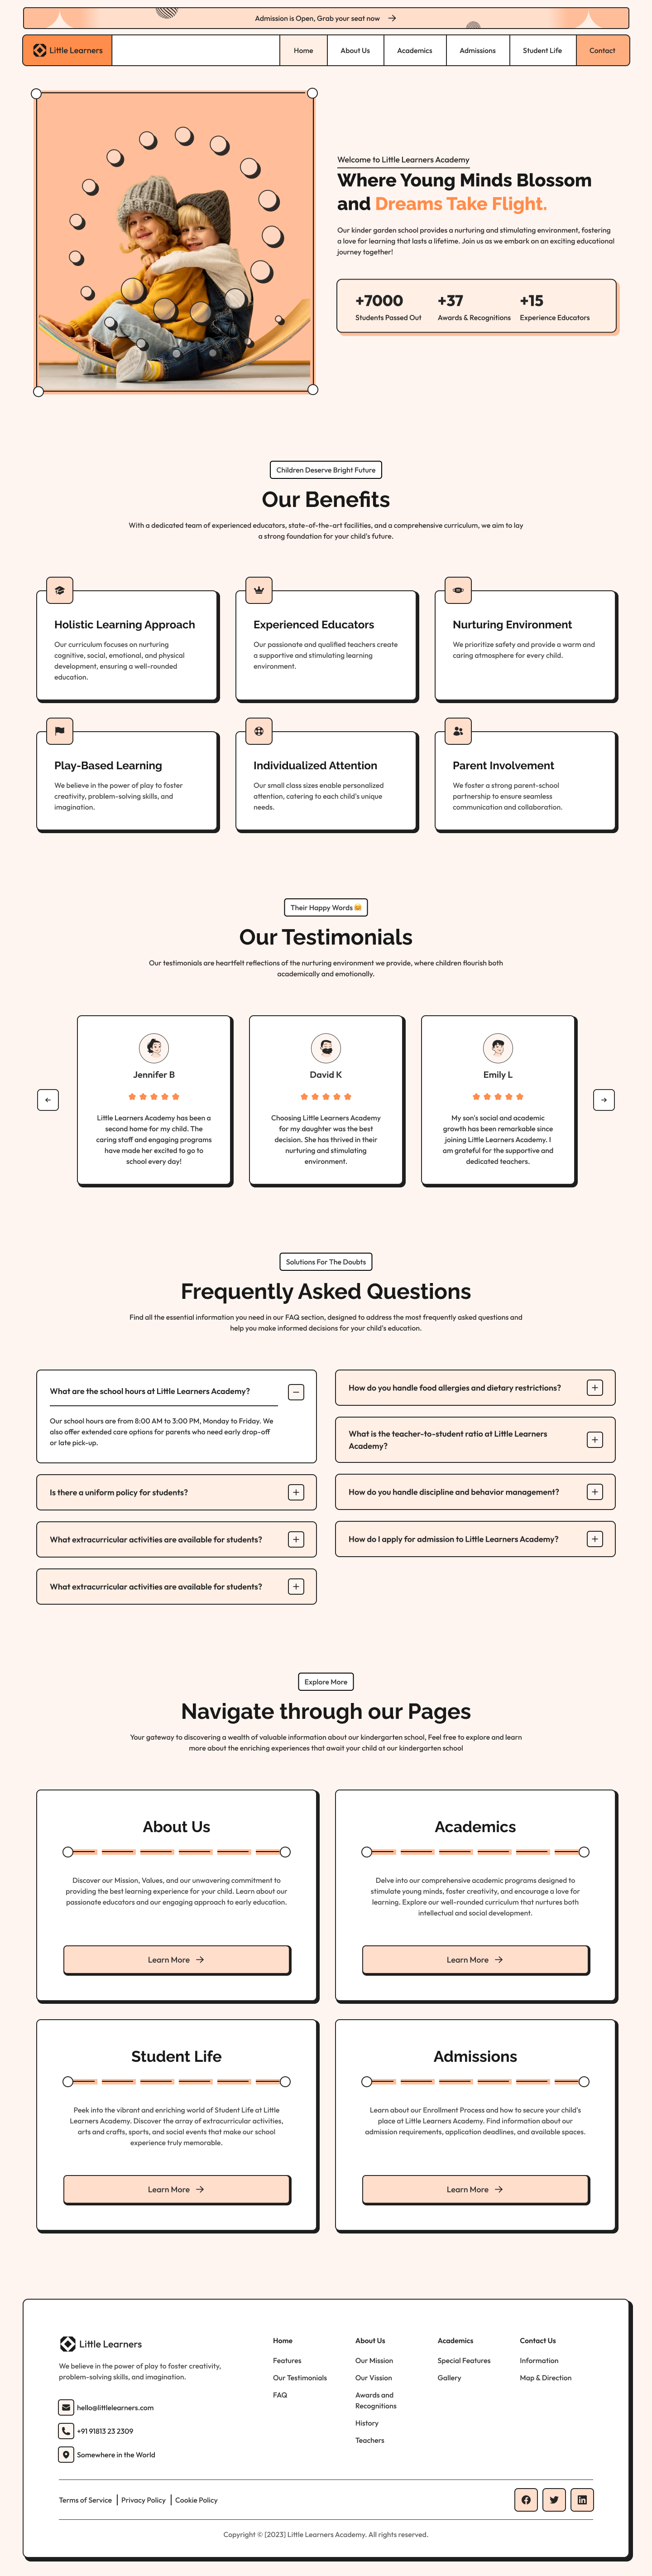 Admission is Open, Grab your seat now
Little Learners
Home
About Us
Academics
Admissions
Student Life
Contact
Welcome to Little Learners Academy
Where Young Minds Blossom
and Dreams Take Flight.
Our kinder garden school provides a nurturing and stimulating environment, fostering
a love for learning that lasts a lifetime. Join us as we embark on an exciting educational
journey together!
+7000
Students Passed Out
+37
Awards & Recognitions
+15
Experience Educators
Children Deserve Bright Future
Our Benefits
With a dedicated team of experienced educators, state-of-the-art facilities, and a comprehensive curriculum, we aim to lay
a strong foundation for your child's future.
Holistic Learning Approach
Our curriculum focuses on nurturing
cognitive, social, emotional, and physical
development, ensuring a well-rounded
education.
Experienced Educators
Our passionate and qualified teachers create
a supportive and stimulating learning
environment.
Nurturing Environment
We prioritize safety and provide a warm and
caring atmosphere for every child.
Play-Based Learning
We believe in the power of play to foster
creativity, problem-solving skills, and
imagination.
Individualized Attention
Our small class sizes enable personalized
attention, catering to each child's unique
needs.
Parent Involvement
We foster a strong parent-school
partnership to ensure seamless
communication and collaboration.
Their Happy Words 😊
Our Testimonials
Our testimonials are heartfelt reflections of the nurturing environment we provide, where children flourish both
academically and emotionally.
Jennifer B
Little Learners Academy has been a
second home for my child. The
caring staff and engaging programs
have made her excited to go to
school every day!
David K
Choosing Little Learners Academy
for my daughter was the best
decision. She has thrived in their
nurturing and stimulating
environment.
Emily L
My son's social and academic
growth has been remarkable since
joining Little Learners Academy. I
am grateful for the supportive and
dedicated teachers.
Solutions For The Doubts
Frequently Asked Questions
Find all the essential information you need in our FAQ section, designed to address the most frequently asked questions and
help you make informed decisions for your child's education.
What are the school hours at Little Learners Academy?
Our school hours are from 8:00 AM to 3:00 PM, Monday to Friday. We
also offer extended care options for parents who need early drop-off
or late pick-up.
Is there a uniform policy for students?
What extracurricular activities are available for students?
What extracurricular activities are available for students?
How do you handle food allergies and dietary restrictions?
What is the teacher-to-student ratio at Little Learners
Academy?
How do you handle discipline and behavior management?
How do I apply for admission to Little Learners Academy?
Explore More
Navigate through our Pages
Your gateway to discovering a wealth of valuable information about our kindergarten school, Feel free to explore and learn
more about the enriching experiences that await your child at our kindergarten school
About Us
Discover our Mission, Values, and our unwavering commitment to
providing the best learning experience for your child. Learn about our
passionate educators and our engaging approach to early education.
Learn More
Academics
Delve into our comprehensive academic programs designed to
stimulate young minds, foster creativity, and encourage a love for
learning. Explore our well-rounded curriculum that nurtures both
intellectual and social development.
Learn More
Student Life
Peek into the vibrant and enriching world of Student Life at Little
Learners Academy. Discover the array of extracurricular activities,
arts and crafts, sports, and social events that make our school
experience truly memorable.
Learn More
Admissions
Learn about our Enrollment Process and how to secure your child's
place at Little Learners Academy. Find information about our
admission requirements, application deadlines, and available spaces.
Learn More
Little Learners
We believe in the power of play to foster creativity,
problem-solving skills, and imagination.
hello@littlelearners.com
+91 91813 23 2309
Somewhere in the World
Home
Features
Our Testimonials
FAQ
About Us
Our Mission
Our Vission
Awards and
Recognitions
History
Teachers
Academics
Special Features
Gallery
Contact Us
Information
Map & Direction
Terms of Service
Privacy Policy
Cookie Policy
Copyright © [2023] Little Learners Academy. All rights reserved.